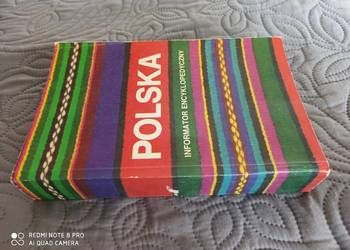 POLSKA
INFORMATOR ENCYKLOPEDYCZNY
REDMI NOTE 8 PRO
AI QUAD CAMERA